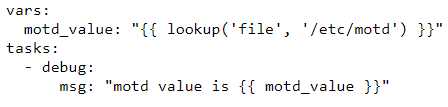 vars:
  motd_value: "{{ lookup('file', '/etc/motd') }}"
tasks:
  - debug:
      msg: "motd value is {{ motd_value }}"